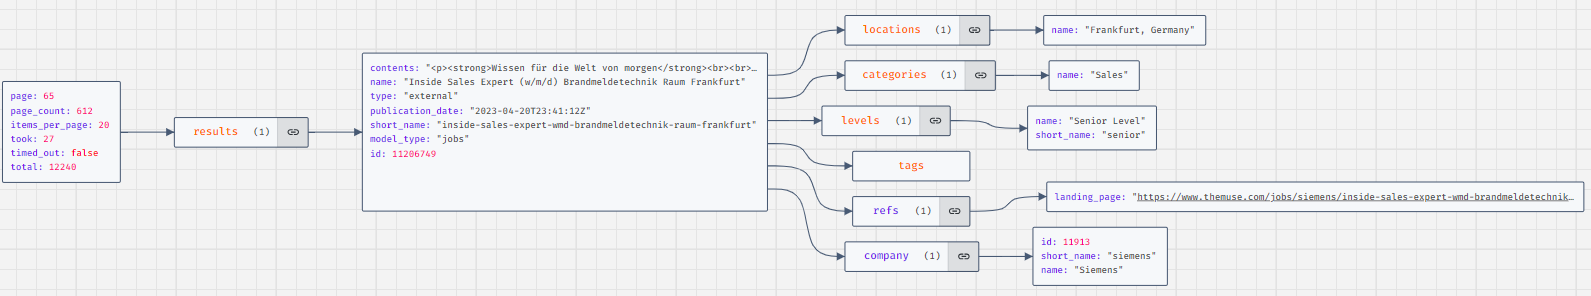 page: 65
page_count: 612
items_per_page: 20
took: 27
timed_out: false
total: 12240
results (1)
contents: "<p><strong>Wissen für die Welt von morgen</strong><br><br>…
name: "Inside Sales Expert (w/m/d) Brandmeldetechnik Raum Frankfurt"
type: "external"
publication_date: "2023-04-20T23:41:12Z"
short_name: "inside-sales-expert-wmd-brandmeldetechnik-raum-frankfurt"
model_type: "jobs"
id: 11206749
locations (1)
name: "Frankfurt, Germany"
categories (1)
name: "Sales"
levels (1)
name: "Senior Level"
short_name: "senior"
tags
refs (1)
landing_page: "https://www.themuse.com/jobs/siemens/inside-sales-expert-wmd-brandmeldetechnik…
company (1)
id: 11913
short_name: "siemens"
name: "Siemens"